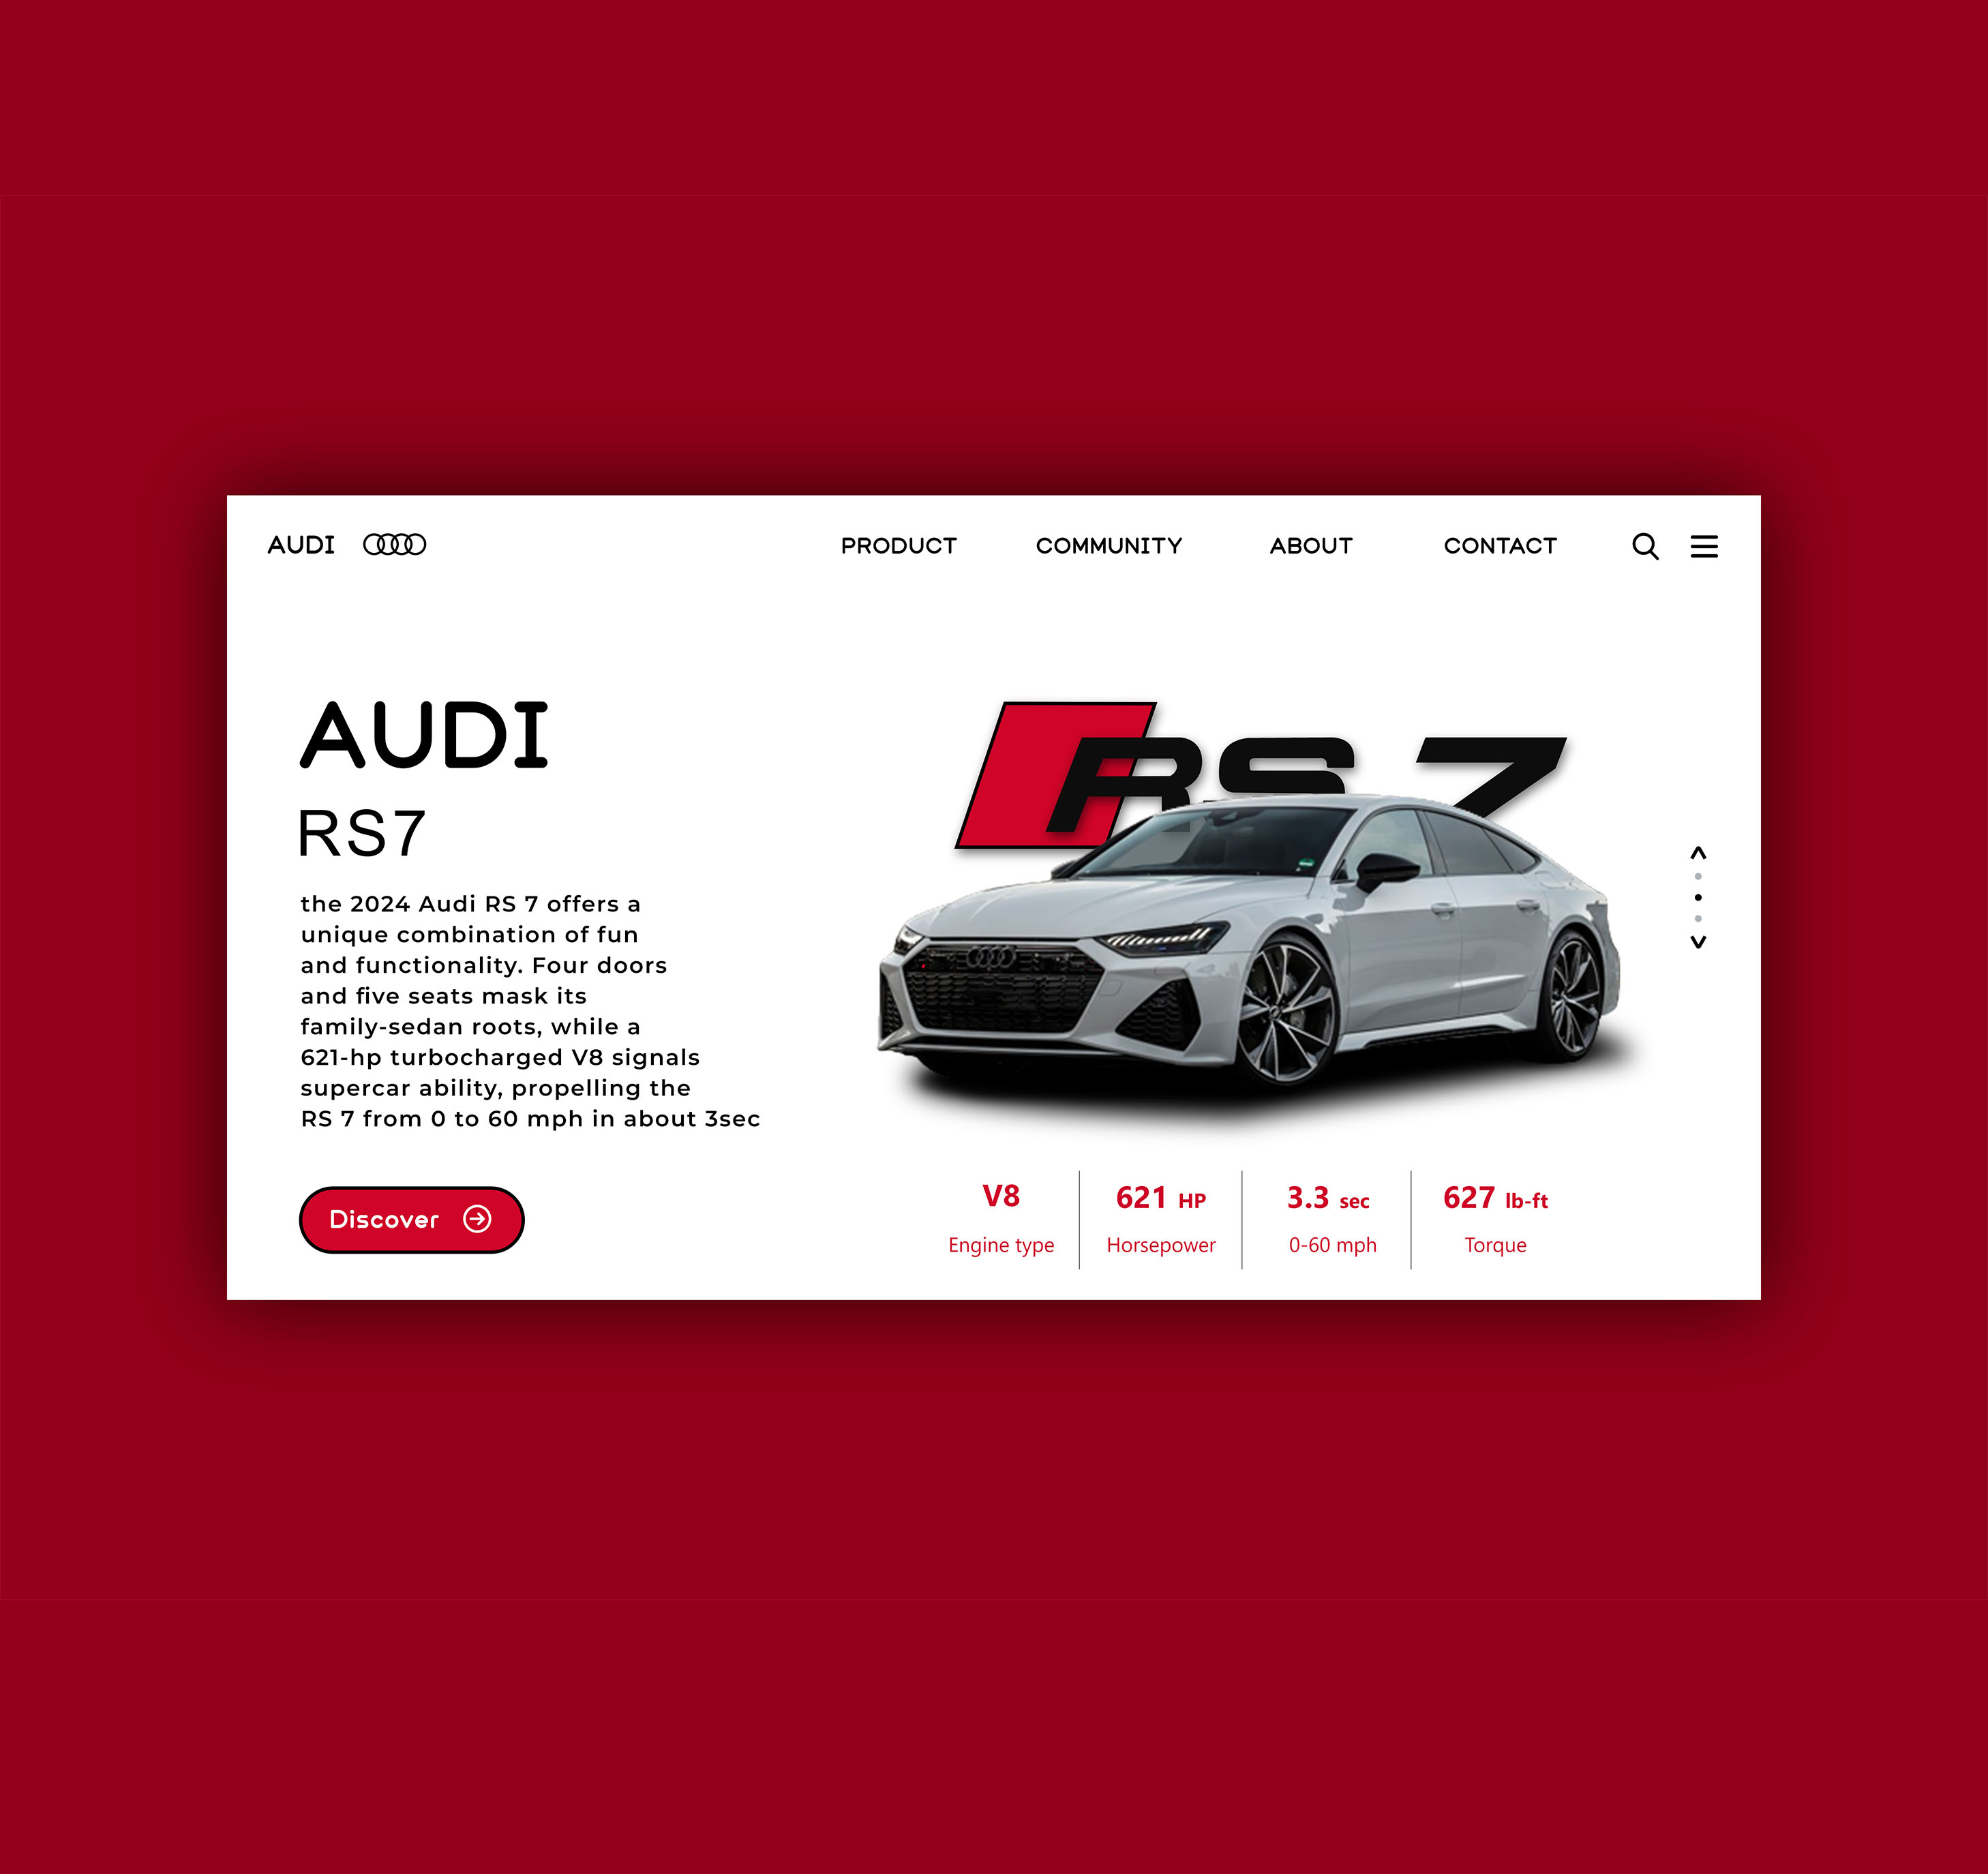 AUDI
PRODUCT COMMUNITY ABOUT CONTACT
AUDI
RS7
the 2024 Audi RS 7 offers a
unique combination of fun
and functionality. Four doors
and five seats mask its
family-sedan roots, while a
621-hp turbocharged V8 signals
supercar ability, propelling the
RS 7 from 0 to 60 mph in about 3sec
Discover
RS 7
V8 621 HP 3.3 sec 627 lb-ft
Engine type Horsepower 0-60 mph Torque